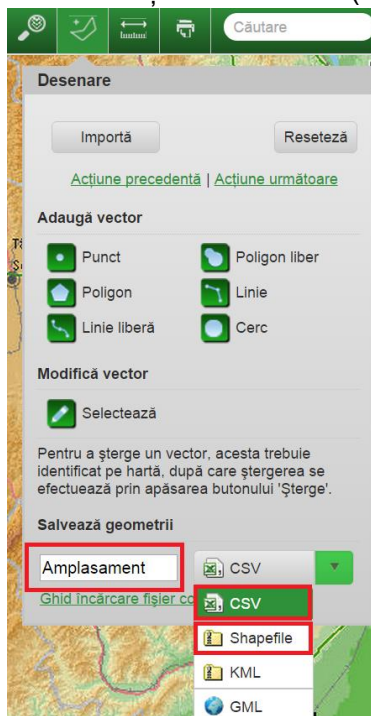 Căutare
Desenare
Importă
Resetează
Acțiune precedentă | Acțiune următoare
Adaugă vector
Punct
Poligon liber
Poligon
Linie
Linie liberă
Cerc
Modifică vector
Selectează
Pentru a șterge un vector, acesta trebuie
identificat pe hartă, după care ștergerea se
efectuează prin apăsarea butonului 'Șterge'.
Salvează geometrii
Amplasament
CSV
Ghid încărcare fișier
CSV
Shapefile
KML
GML